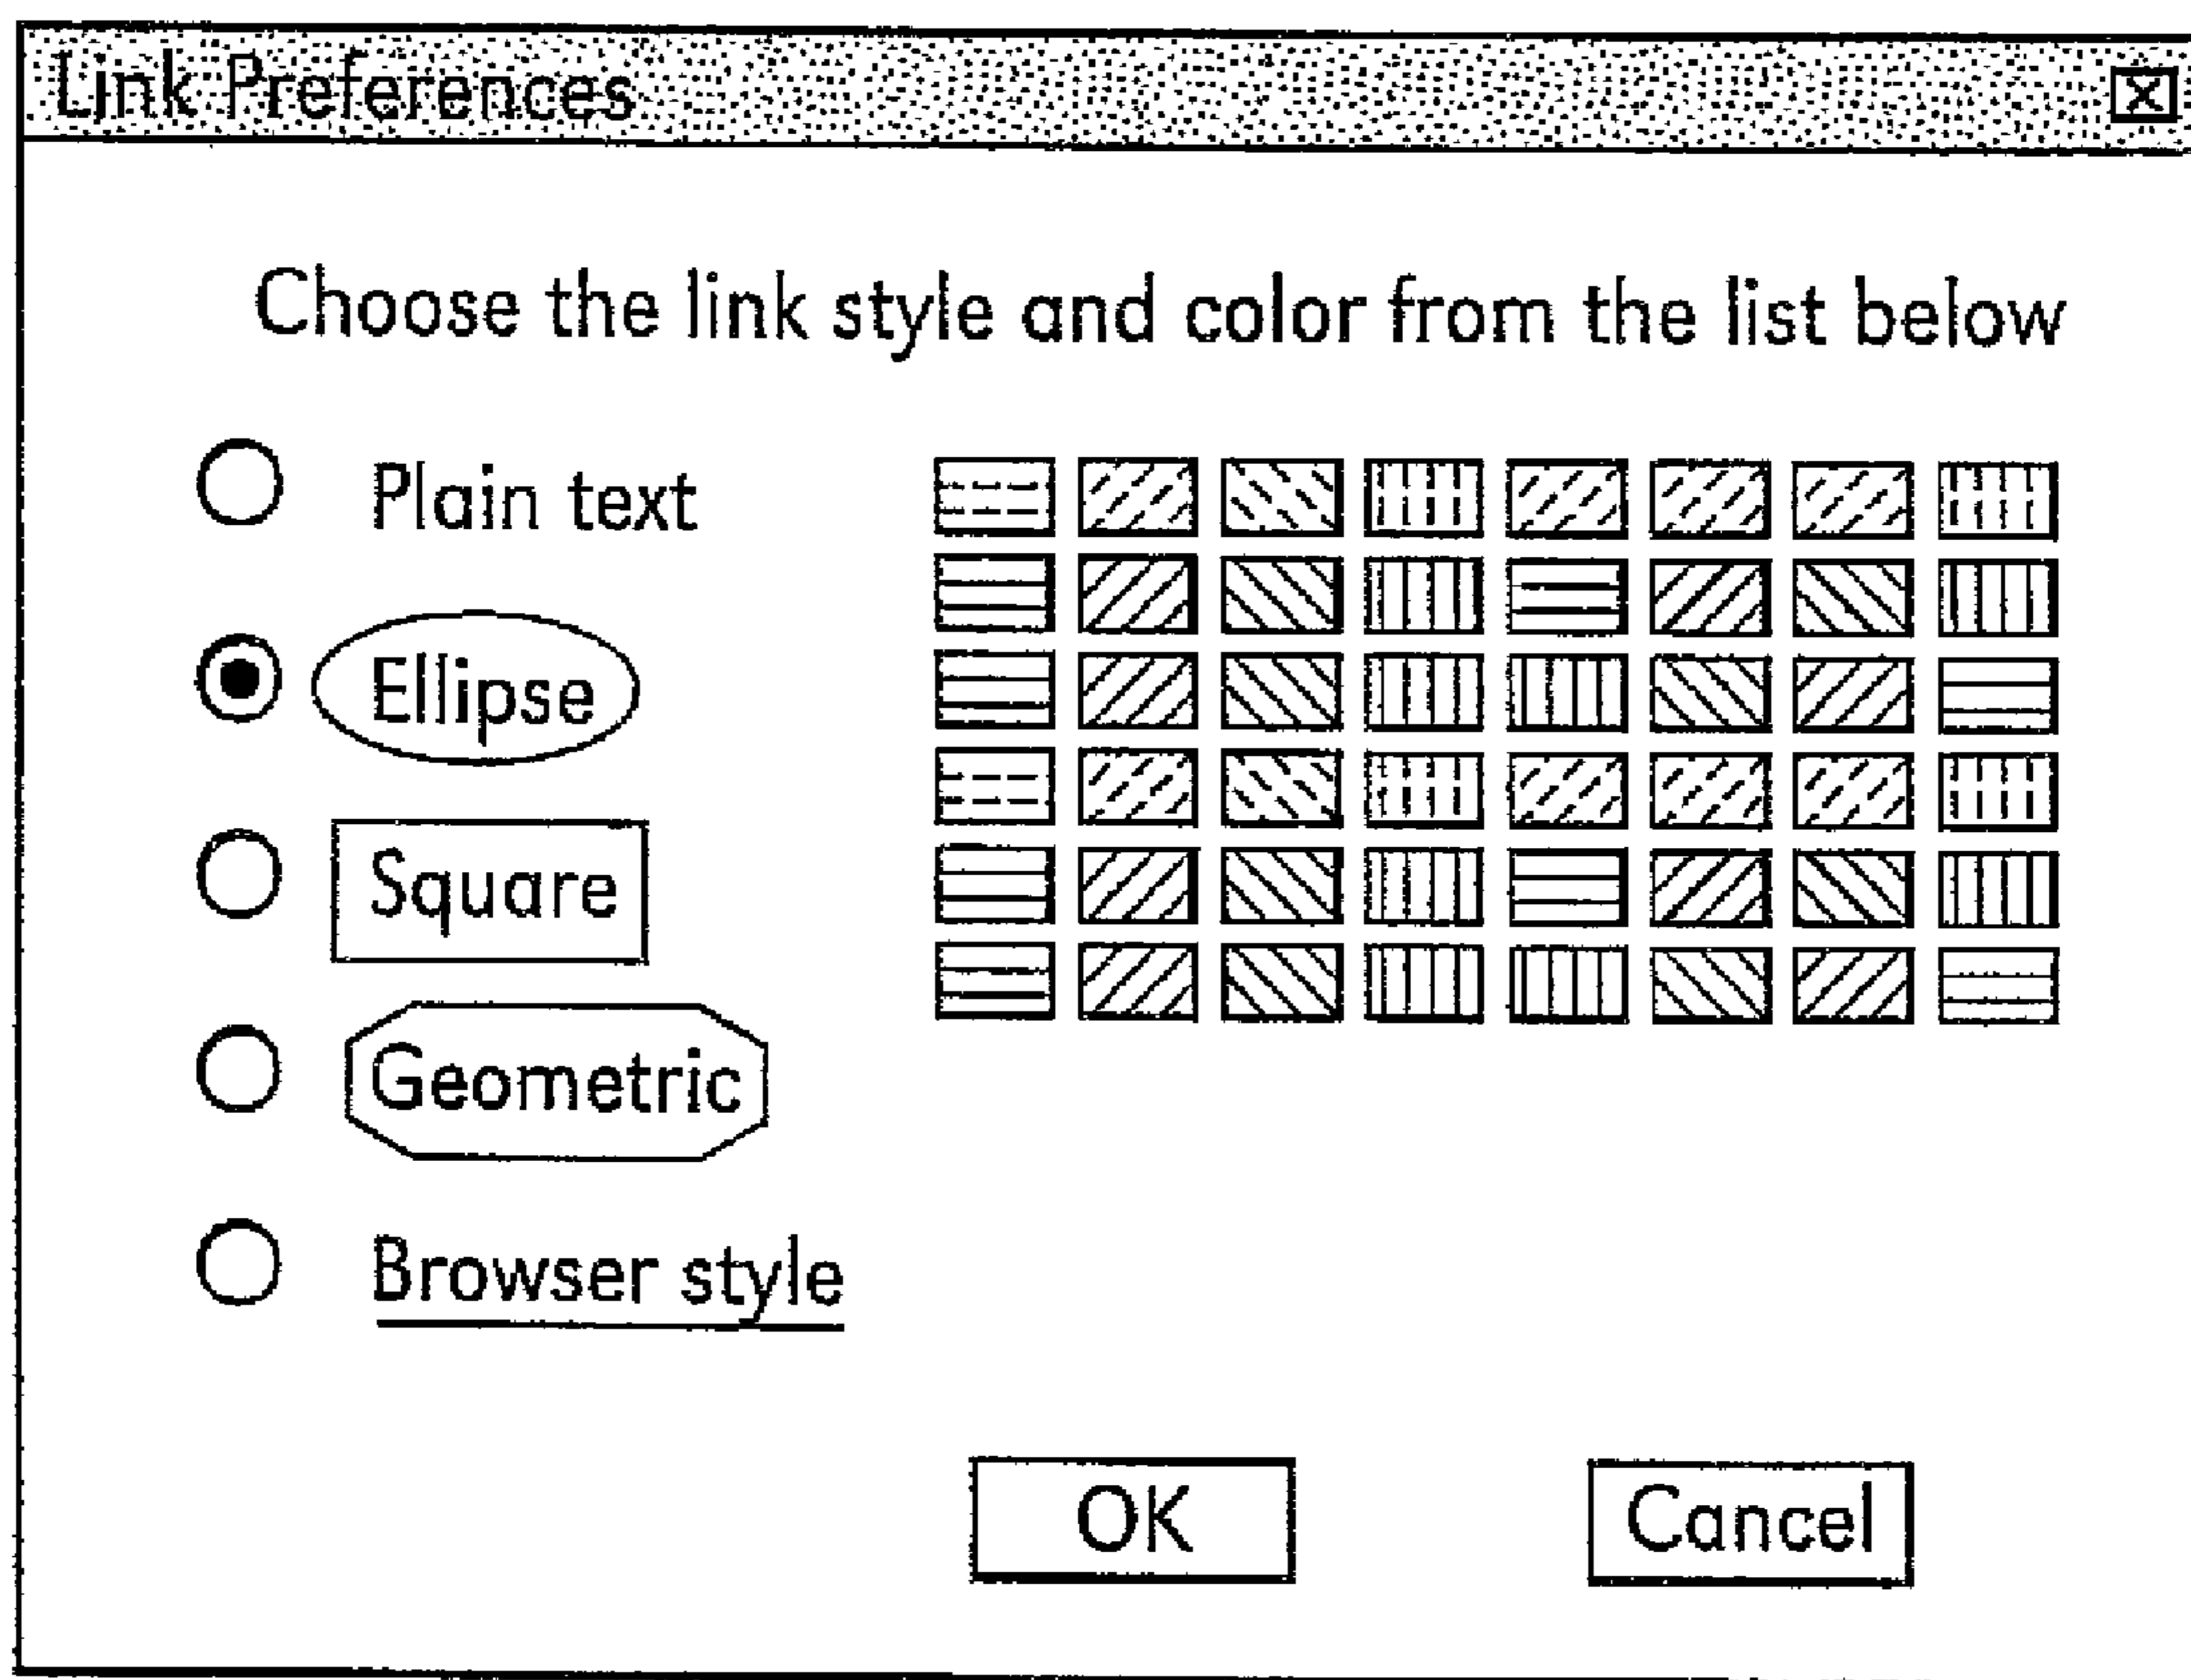 Link Preferences
Choose the link style and color from the list below
Plain text
Ellipse
Square
Geometric
Browser style
OK
Cancel